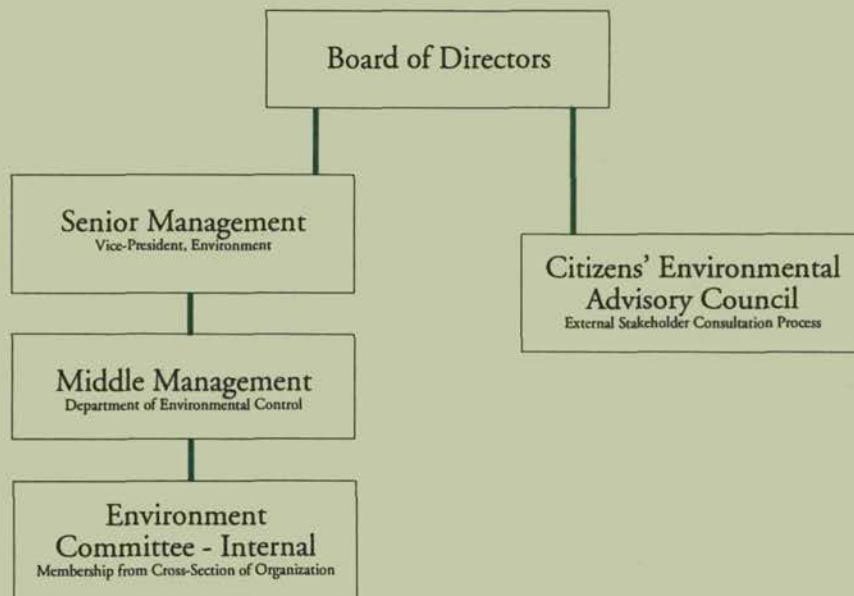 Board of Directors
Senior Management
Vice-President, Environment
Citizens' Environmental
Advisory Council
External Stakeholder Consultation Process
Middle Management
Department of Environmental Control
Environment
Committee - Internal
Membership from Cross-Section of Organization